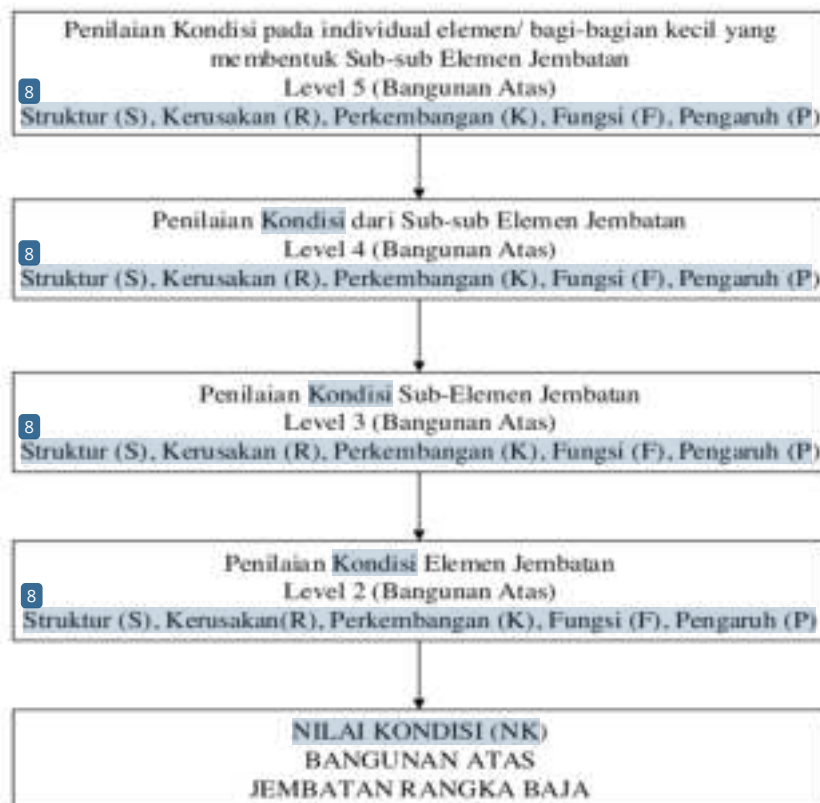 Penilaian Kondisi pada individual elemen/ bagi-bagian kecil yang
membentuk Sub-sub Elemen Jembatan
Level 5 (Bangunan Atas)
8
Struktur (S), Kerusakan (R), Perkembangan (K), Fungsi (F), Pengaruh (P)
Penilaian Kondisi dari Sub-sub Elemen Jembatan
Level 4 (Bangunan Atas)
8
Struktur (S), Kerusakan (R), Perkembangan (K), Fungsi (F), Pengaruh (P)
Penilaian Kondisi Sub-Elemen Jembatan
Level 3 (Bangunan Atas)
8
Struktur (S), Kerusakan (R), Perkembangan (K), Fungsi (F), Pengaruh (P)
Penilaian Kondisi Elemen Jembatan
Level 2 (Bangunan Atas)
8
Struktur (S), Kerusakan(R), Perkembangan (K), Fungsi (F), Pengaruh (P)
NILAI KONDISI (NK)
BANGUNAN ATAS
JEMBATAN RANGKA BAJA